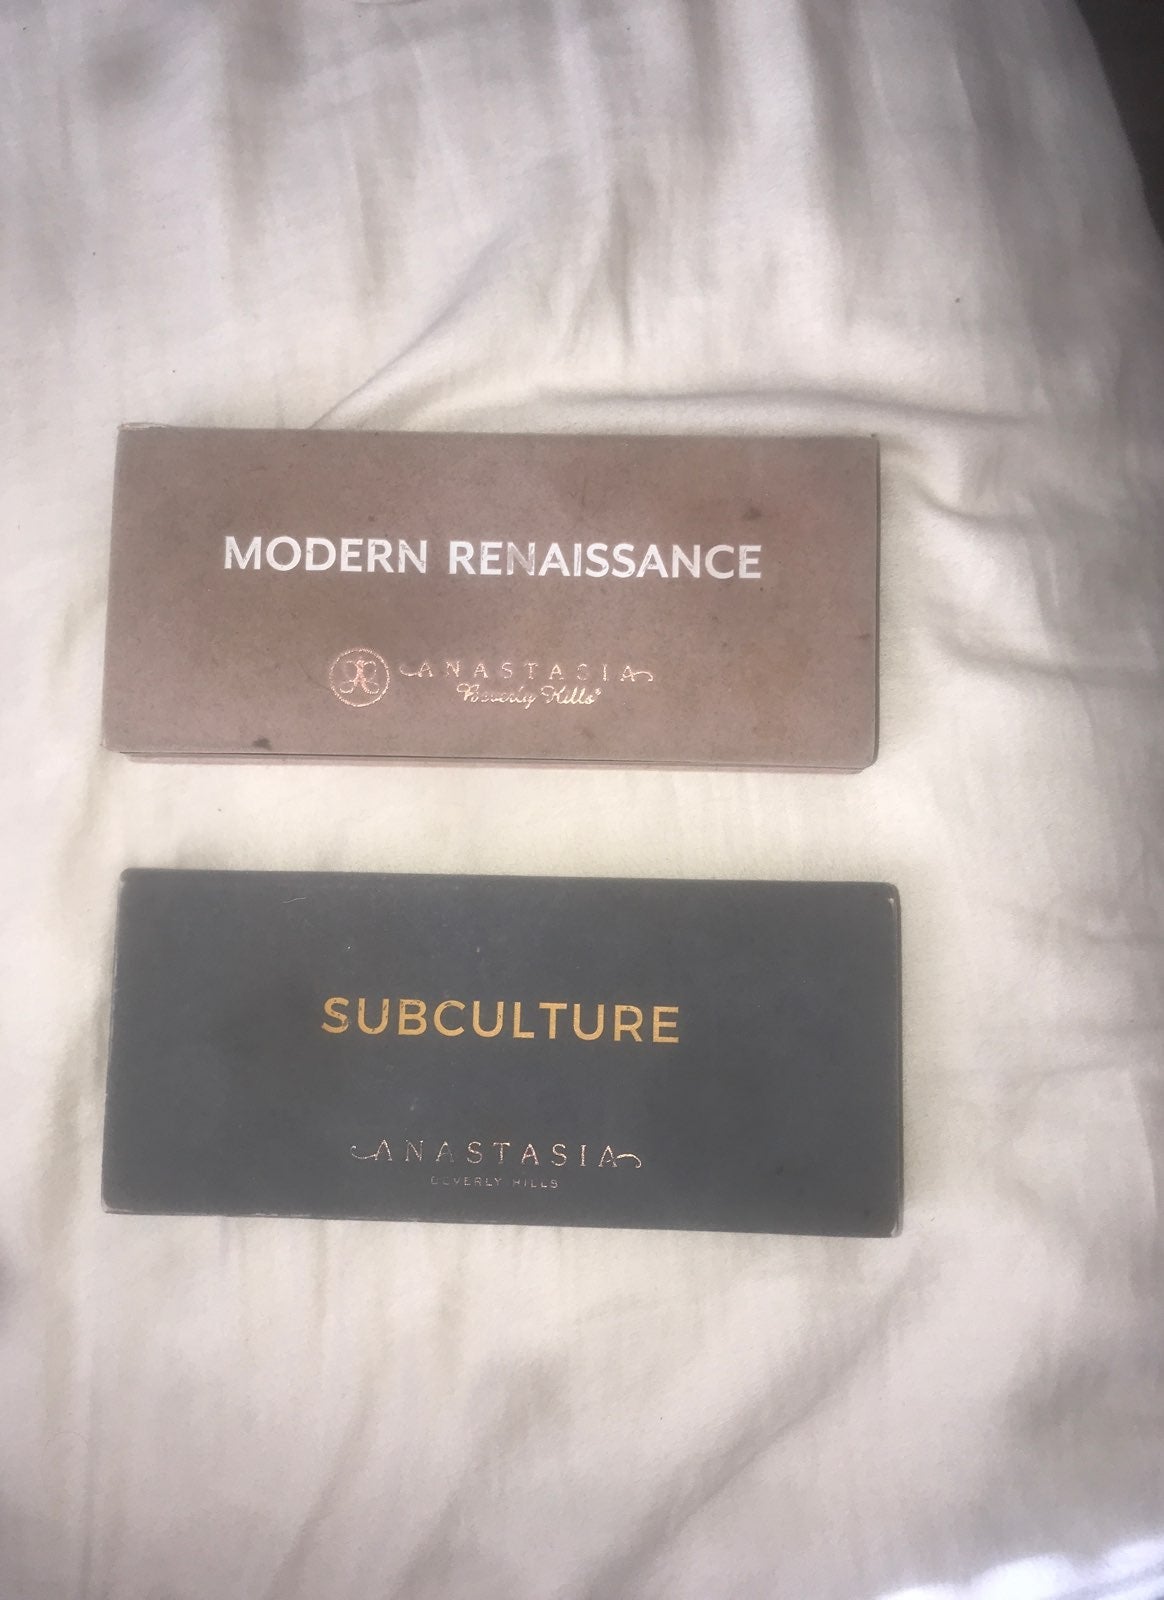 MODERN RENAISSANCE
ANASTASIA
Beverly Hills®
SUBCULTURE
ANASTASIA
BEVERLY HILLS